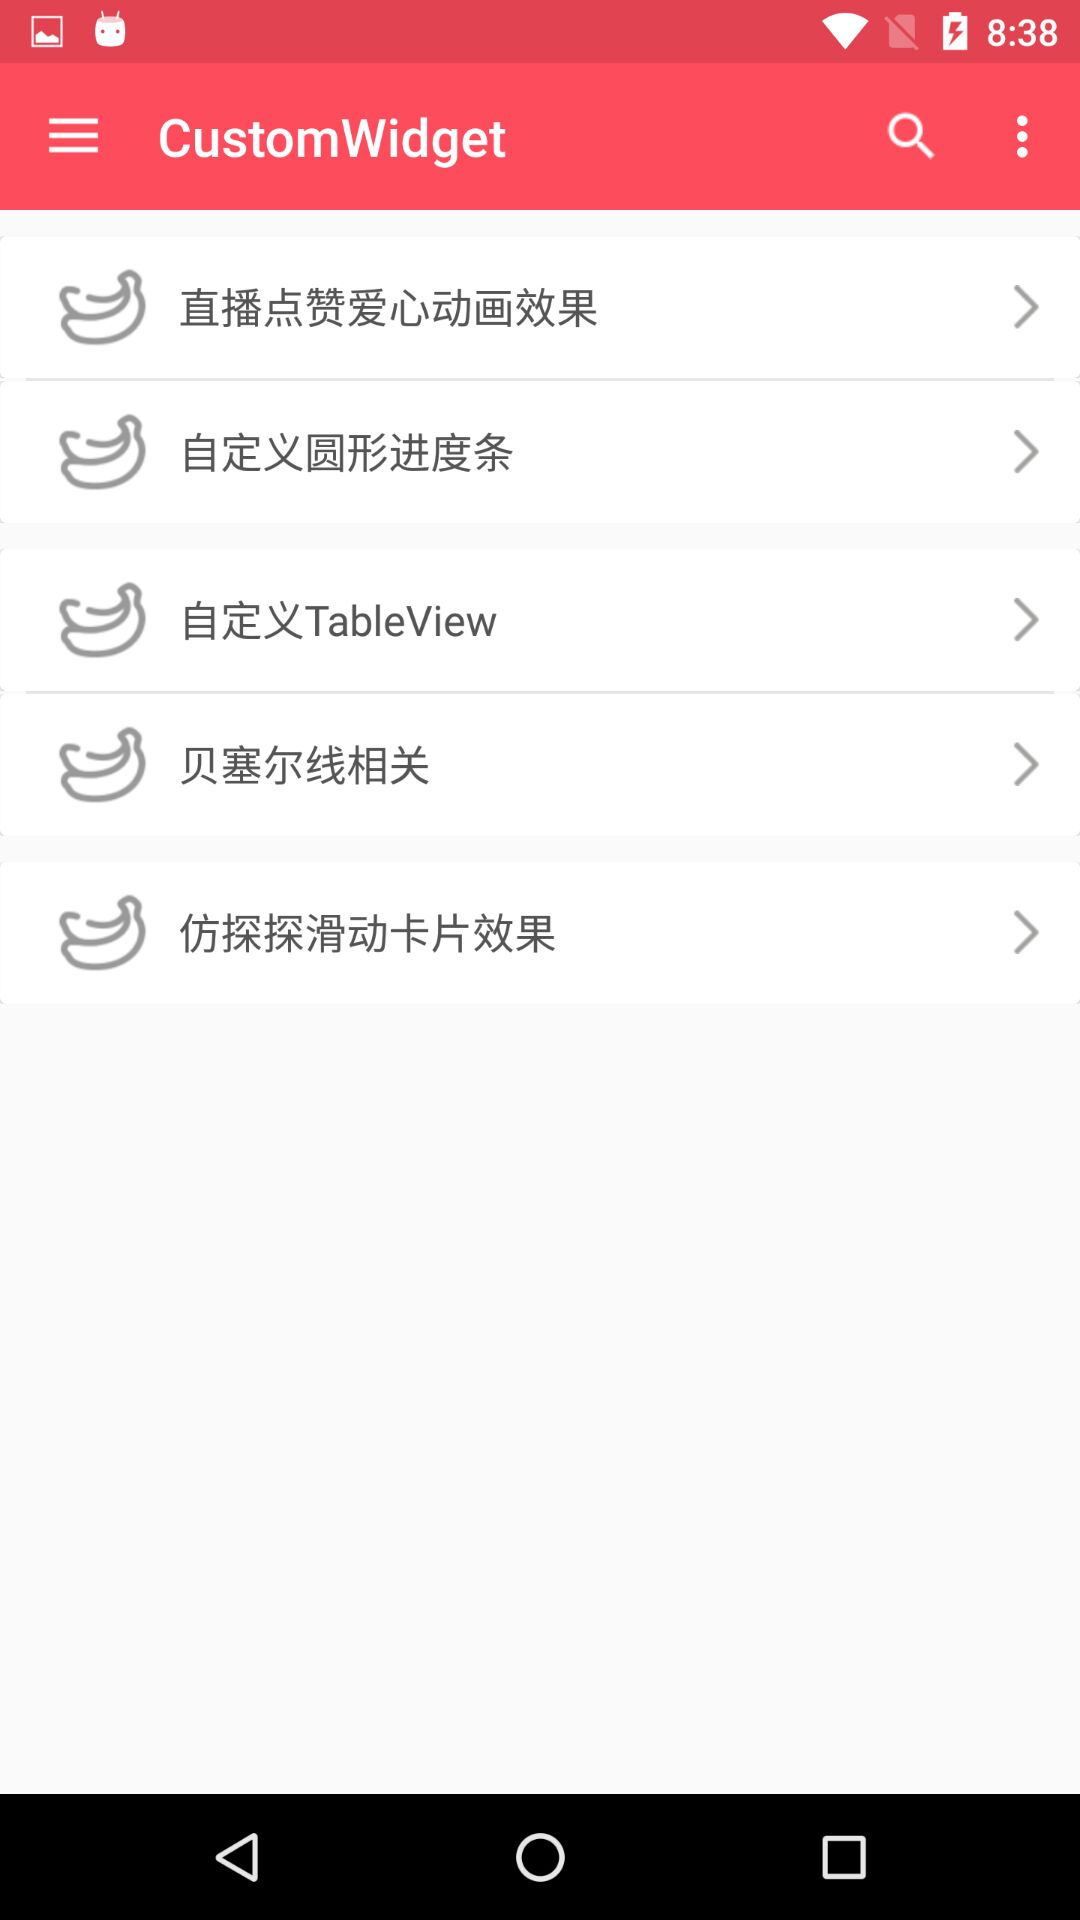 8:38
CustomWidget
直播点赞爱心动画效果
自定义圆形进度条
自定义TableView
贝塞尔线相关
仿探探滑动卡片效果